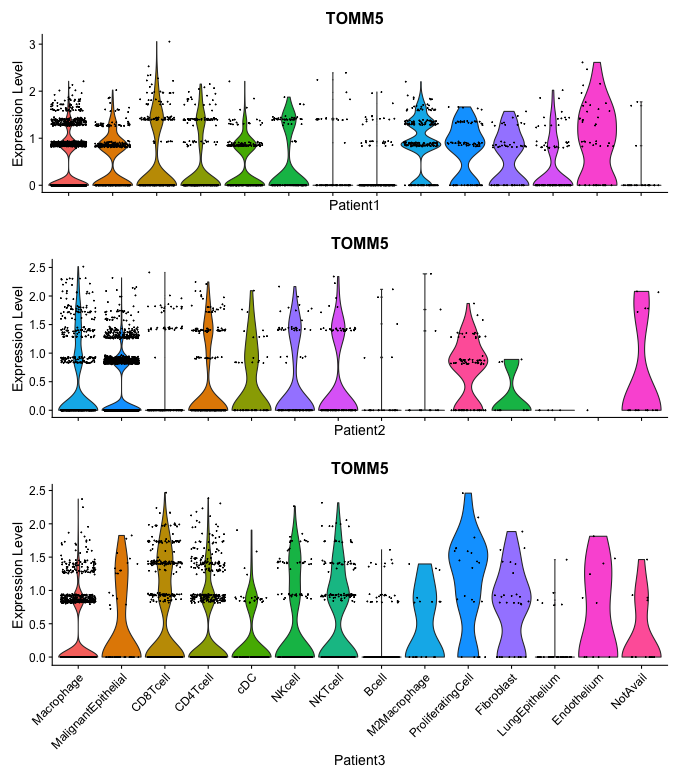 TOMM5
Expression Level
3
2
1
0
Patient1
TOMM5
Expression Level
2.5
2.0
1.5
1.0
0.5
0.0
Patient2
TOMM5
Expression Level
2.5
2.0
1.5
1.0
0.5
0.0
Macrophage
MalignantEpithelial
CD8Tcell
CD4Tcell
cDC
NKcell
NKTcell
Bcell
M2Macrophage
ProliferatingCell
Fibroblast
LungEpithelium
Endothelium
NotAvail
Patient3